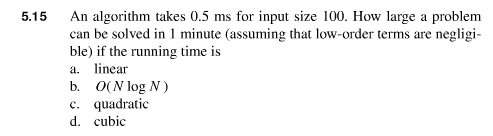 5.15 An algorithm takes 0.5 ms for input size 100. How large a problem
can be solved in 1 minute (assuming that low-order terms are negligi-
ble) if the running time is
a. linear
b. O(N log N)
c. quadratic
d. cubic